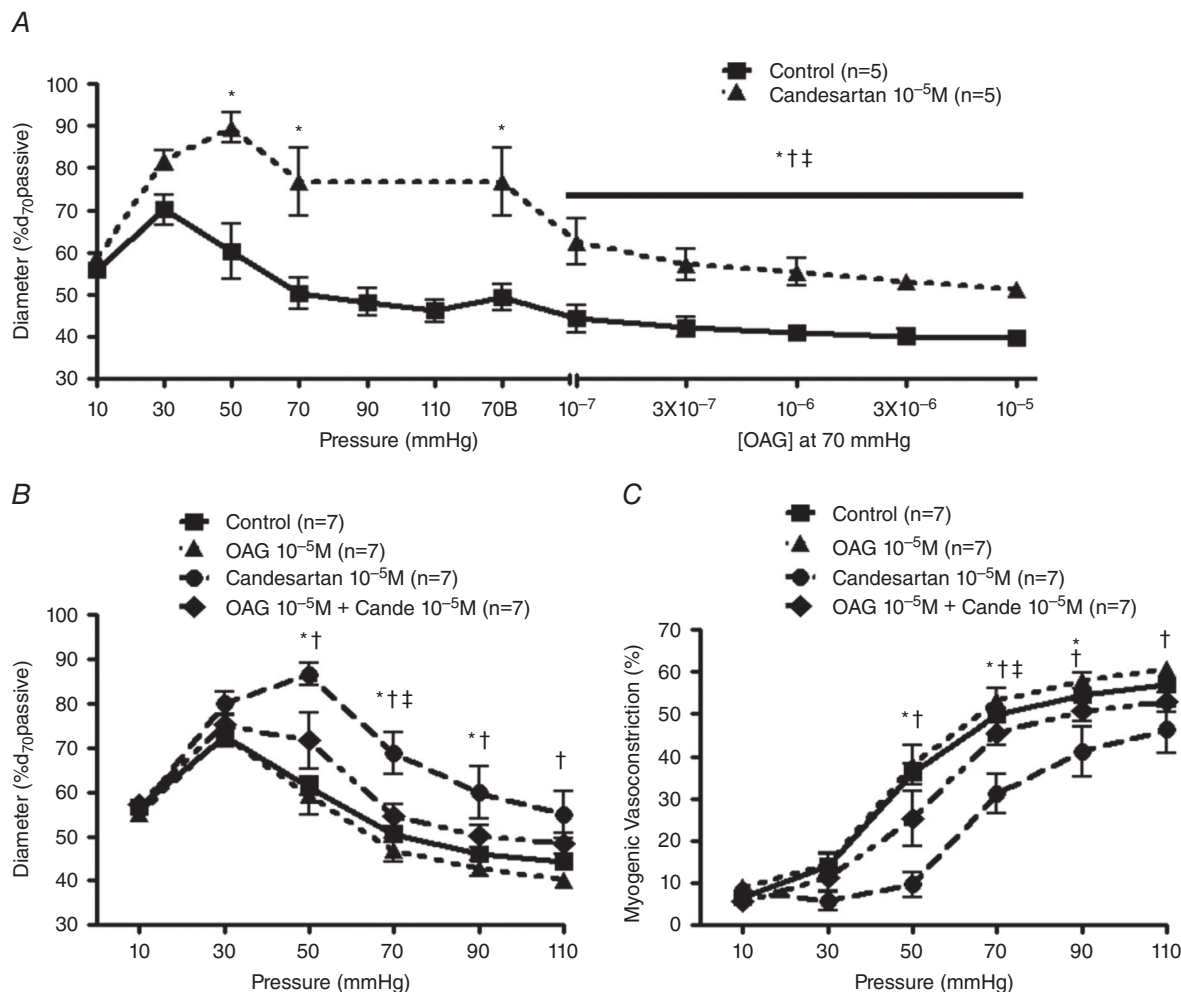 A
Control (n=5)
Candesartan 10⁻⁵M (n=5)
Diameter (%d₇₀passive)
100
90
80
70
60
50
40
30
* * * *†‡
10 30 50 70 90 110 70B 10⁻⁷ 3X10⁻⁷ 10⁻⁶ 3X10⁻⁶ 10⁻⁵
Pressure (mmHg) [OAG] at 70 mmHg
B
Control (n=7)
OAG 10⁻⁵M (n=7)
Candesartan 10⁻⁵M (n=7)
OAG 10⁻⁵M + Cande 10⁻⁵M (n=7)
Diameter (%d₇₀passive)
100
90
80
70
60
50
40
30
*† *†‡ *† †
10 30 50 70 90 110
Pressure (mmHg)
C
Control (n=7)
OAG 10⁻⁵M (n=7)
Candesartan 10⁻⁵M (n=7)
OAG 10⁻⁵M + Cande 10⁻⁵M (n=7)
Myogenic Vasoconstriction (%)
70
60
50
40
30
20
10
0
*† *†‡ * † †
10 30 50 70 90 110
Pressure (mmHg)